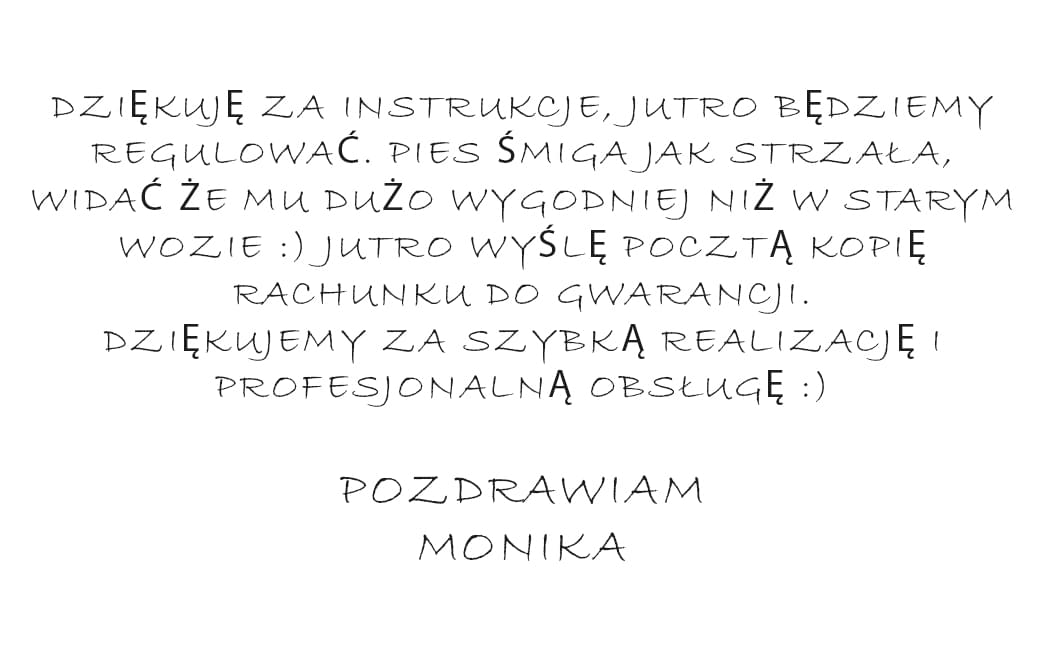 DZIĘKUJĘ ZA INSTRUKCJE, JUTRO BĘDZIEMY
REGULOWAĆ. PIES ŚMIGA JAK STRZAŁA,
WIDAĆ ŻE MU DUŻO WYGODNIEJ NIŻ W STARYM
WOZIE :) JUTRO WYŚLĘ POCZTĄ KOPIĘ
RACHUNKU DO GWARANCJI.
DZIĘKUJEMY ZA SZYBKĄ REALIZACJĘ I
PROFESJONALNĄ OBSŁUGĘ :)
POZDRAWIAM
MONIKA